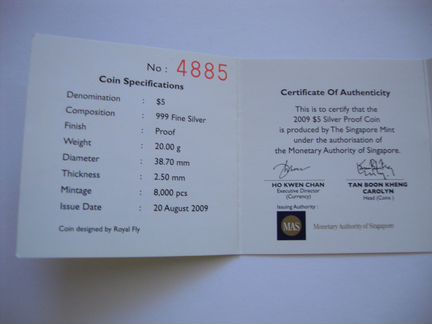 No: 4885
Coin Specifications
Denomination : $5
Composition : 999 Fine Silver
Finish : Proof
Weight : 20.00 g
Diameter : 38.70 mm
Thickness : 2.50 mm
Mintage : 8,000 pcs
Issue Date : 20 August 2009
Coin designed by Royal Fly
Certificate Of Authenticity
This is to certify that the
2009 $5 Silver Proof Coin
is produced by The Singapore Mint
under the authorisation of
the Monetary Authority of Singapore.
HO KWEN CHAN
Executive Director
(Currency)
TAN BOON KHENG
CAROLYN
Head (Coins)
Issuing Authority :
MAS Monetary Authority of Singapore